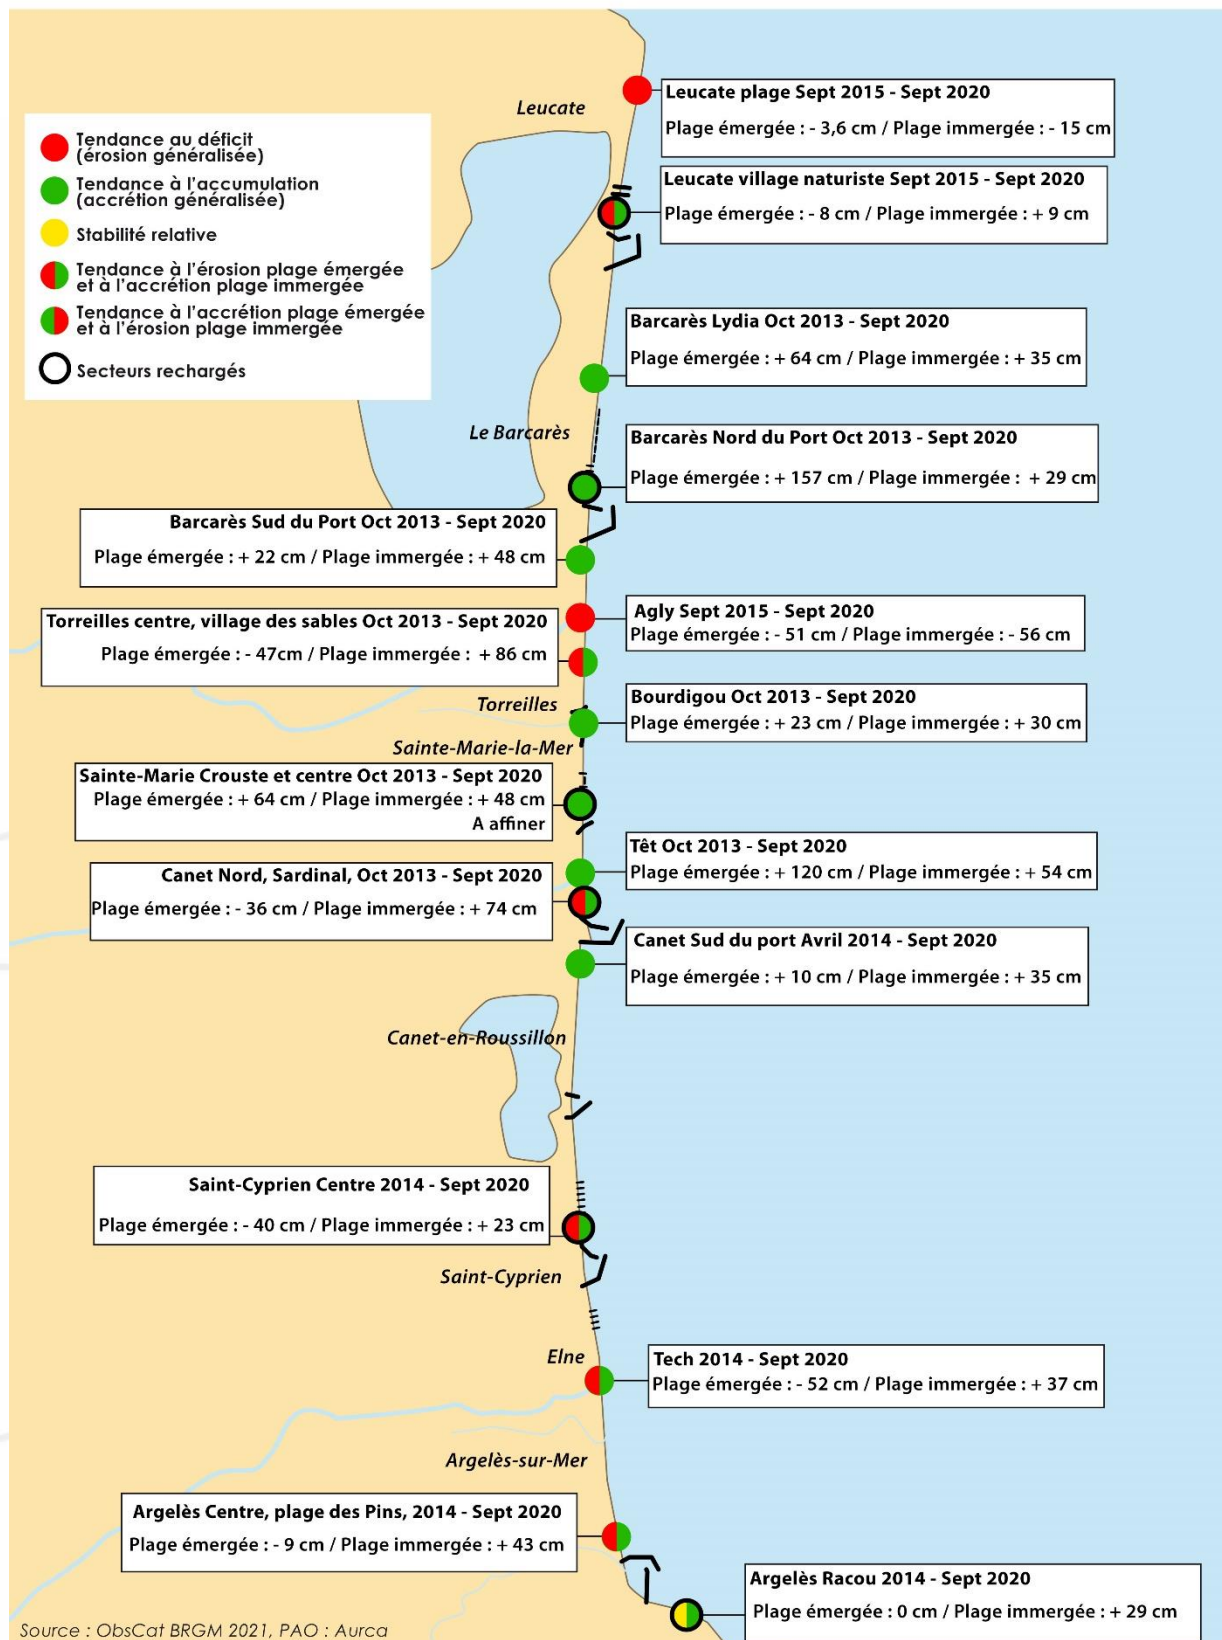 Leucate
Leucate plage Sept 2015 - Sept 2020
Plage émergée : - 3,6 cm / Plage immergée : - 15 cm
Tendance au déficit
(érosion généralisée)
Tendance à l'accumulation
(accrétion généralisée)
Stabilité relative
Tendance à l'érosion plage émergée
et à l'accrétion plage immergée
Tendance à l'accrétion plage émergée
et à l'érosion plage immergée
Secteurs rechargés
Leucate village naturiste Sept 2015 - Sept 2020
Plage émergée : - 8 cm / Plage immergée : + 9 cm
Barcarès Lydia Oct 2013 - Sept 2020
Plage émergée : + 64 cm / Plage immergée : + 35 cm
Le Barcarès
Barcarès Nord du Port Oct 2013 - Sept 2020
Plage émergée : + 157 cm / Plage immergée : + 29 cm
Barcarès Sud du Port Oct 2013 - Sept 2020
Plage émergée : + 22 cm / Plage immergée : + 48 cm
Agly Sept 2015 - Sept 2020
Plage émergée : - 51 cm / Plage immergée : - 56 cm
Torreilles centre, village des sables Oct 2013 - Sept 2020
Plage émergée : - 47cm / Plage immergée : + 86 cm
Torreilles
Bourdigou Oct 2013 - Sept 2020
Plage émergée : + 23 cm / Plage immergée : + 30 cm
Sainte-Marie-la-Mer
Sainte-Marie Crouste et centre Oct 2013 - Sept 2020
Plage émergée : + 64 cm / Plage immergée : + 48 cm
A affiner
Têt Oct 2013 - Sept 2020
Plage émergée : + 120 cm / Plage immergée : + 54 cm
Canet Nord, Sardinal, Oct 2013 - Sept 2020
Plage émergée : - 36 cm / Plage immergée : + 74 cm
Canet Sud du port Avril 2014 - Sept 2020
Plage émergée : + 10 cm / Plage immergée : + 35 cm
Canet-en-Roussillon
Saint-Cyprien Centre 2014 - Sept 2020
Plage émergée : - 40 cm / Plage immergée : + 23 cm
Saint-Cyprien
Elne
Tech 2014 - Sept 2020
Plage émergée : - 52 cm / Plage immergée : + 37 cm
Argelès-sur-Mer
Argelès Centre, plage des Pins, 2014 - Sept 2020
Plage émergée : - 9 cm / Plage immergée : + 43 cm
Argelès Racou 2014 - Sept 2020
Plage émergée : 0 cm / Plage immergée : + 29 cm
Source : ObsCat BRGM 2021, PAO : Aurca